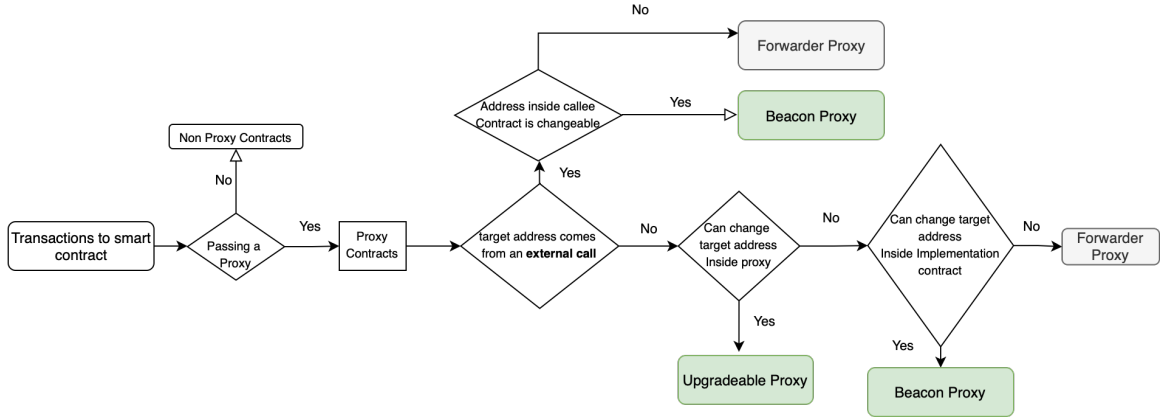 No
Forwarder Proxy
Address inside callee
Contract is changeable
Yes
Beacon Proxy
Non Proxy Contracts
No
Yes
Transactions to smart
contract
Passing a
Proxy
Yes
Proxy
Contracts
target address comes
from an external call
No
Can change
target address
Inside proxy
No
Can change target
address
Inside Implementation
contract
No
Forwarder
Proxy
Yes
Upgradeable Proxy
Yes
Beacon Proxy